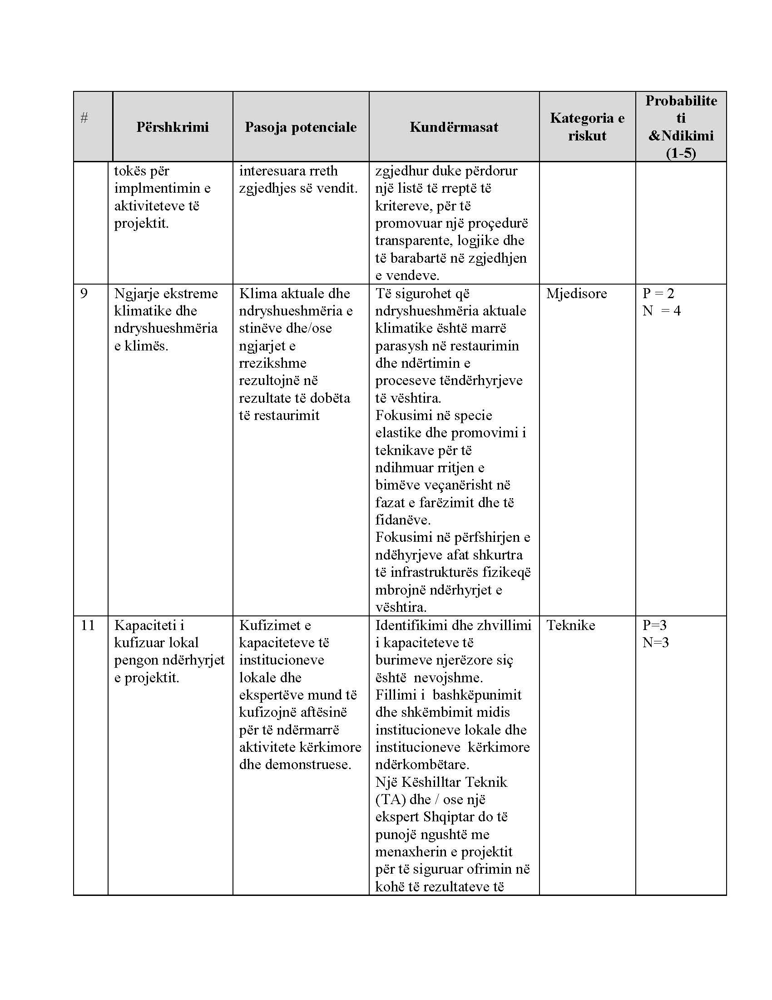 #
Përshkrimi
Pasoja potenciale
Kundërmasat
Kategoria e
riskut
Probabilite
ti
&Ndikimi
(1-5)
tokës për
implmentimin e
aktiviteteve të
projektit.
interesuara rreth
zgjedhjes së vendit.
zgjedhur duke përdorur
një listë të rreptë të
kritereve, për të
promovuar një proçedurë
transparente, logjike dhe
të barabartë në zgjedhjen
e vendeve.
9
Ngjarje ekstreme
klimatike dhe
ndryshueshmëria
e klimës.
Klima aktuale dhe
ndryshueshmëria e
stinëve dhe/ose
ngjarjet e
rrezikshme
rezultojnë në
rezultate të dobëta
të restaurimit
Të sigurohet që
ndryshueshmëria aktuale
klimatike është marrë
parasysh në restaurimin
dhe ndërtimin e
proceseve tëndërhyrjeve
të vështira.
Fokusimi në specie
elastike dhe promovimi i
teknikave për të
ndihmuar rritjen e
bimëve veçanërisht në
fazat e farëzimit dhe të
fidanëve.
Fokusimi në përfshirjen e
ndëhyrjeve afat shkurtra
të infrastrukturës fizikeqë
mbrojnë ndërhyrjet e
vështira.
Mjedisore
P = 2
N  = 4
11
Kapaciteti i
kufizuar lokal
pengon ndërhyrjet
e projektit.
Kufizimet e
kapaciteteve të
institucioneve
lokale dhe
ekspertëve mund të
kufizojnë aftësinë
për të ndërmarrë
aktivitete kërkimore
dhe demonstruese.
Identifikimi dhe zhvillimi
i kapaciteteve të
burimeve njerëzore siç
është  nevojshme.
Fillimi i  bashkëpunimit
dhe shkëmbimit midis
institucioneve lokale dhe
institucioneve  kërkimore
ndërkombëtare.
Një Këshilltar Teknik
(TA) dhe / ose një
ekspert Shqiptar do të
punojë ngushtë me
menaxherin e projektit
për të siguruar ofrimin në
kohë të rezultateve të
Teknike
P=3
N=3